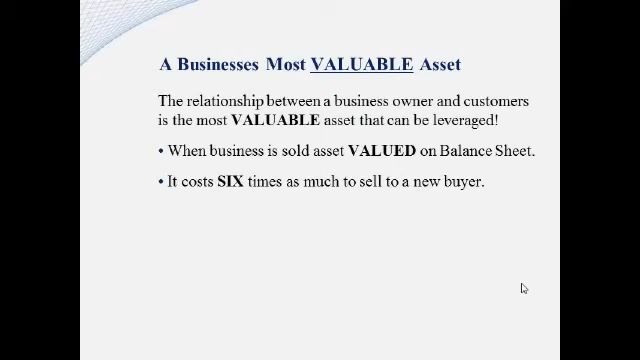 A Businesses Most VALUABLE Asset
The relationship between a business owner and customers
is the most VALUABLE asset that can be leveraged!
• When business is sold asset VALUED on Balance Sheet.
• It costs SIX times as much to sell to a new buyer.